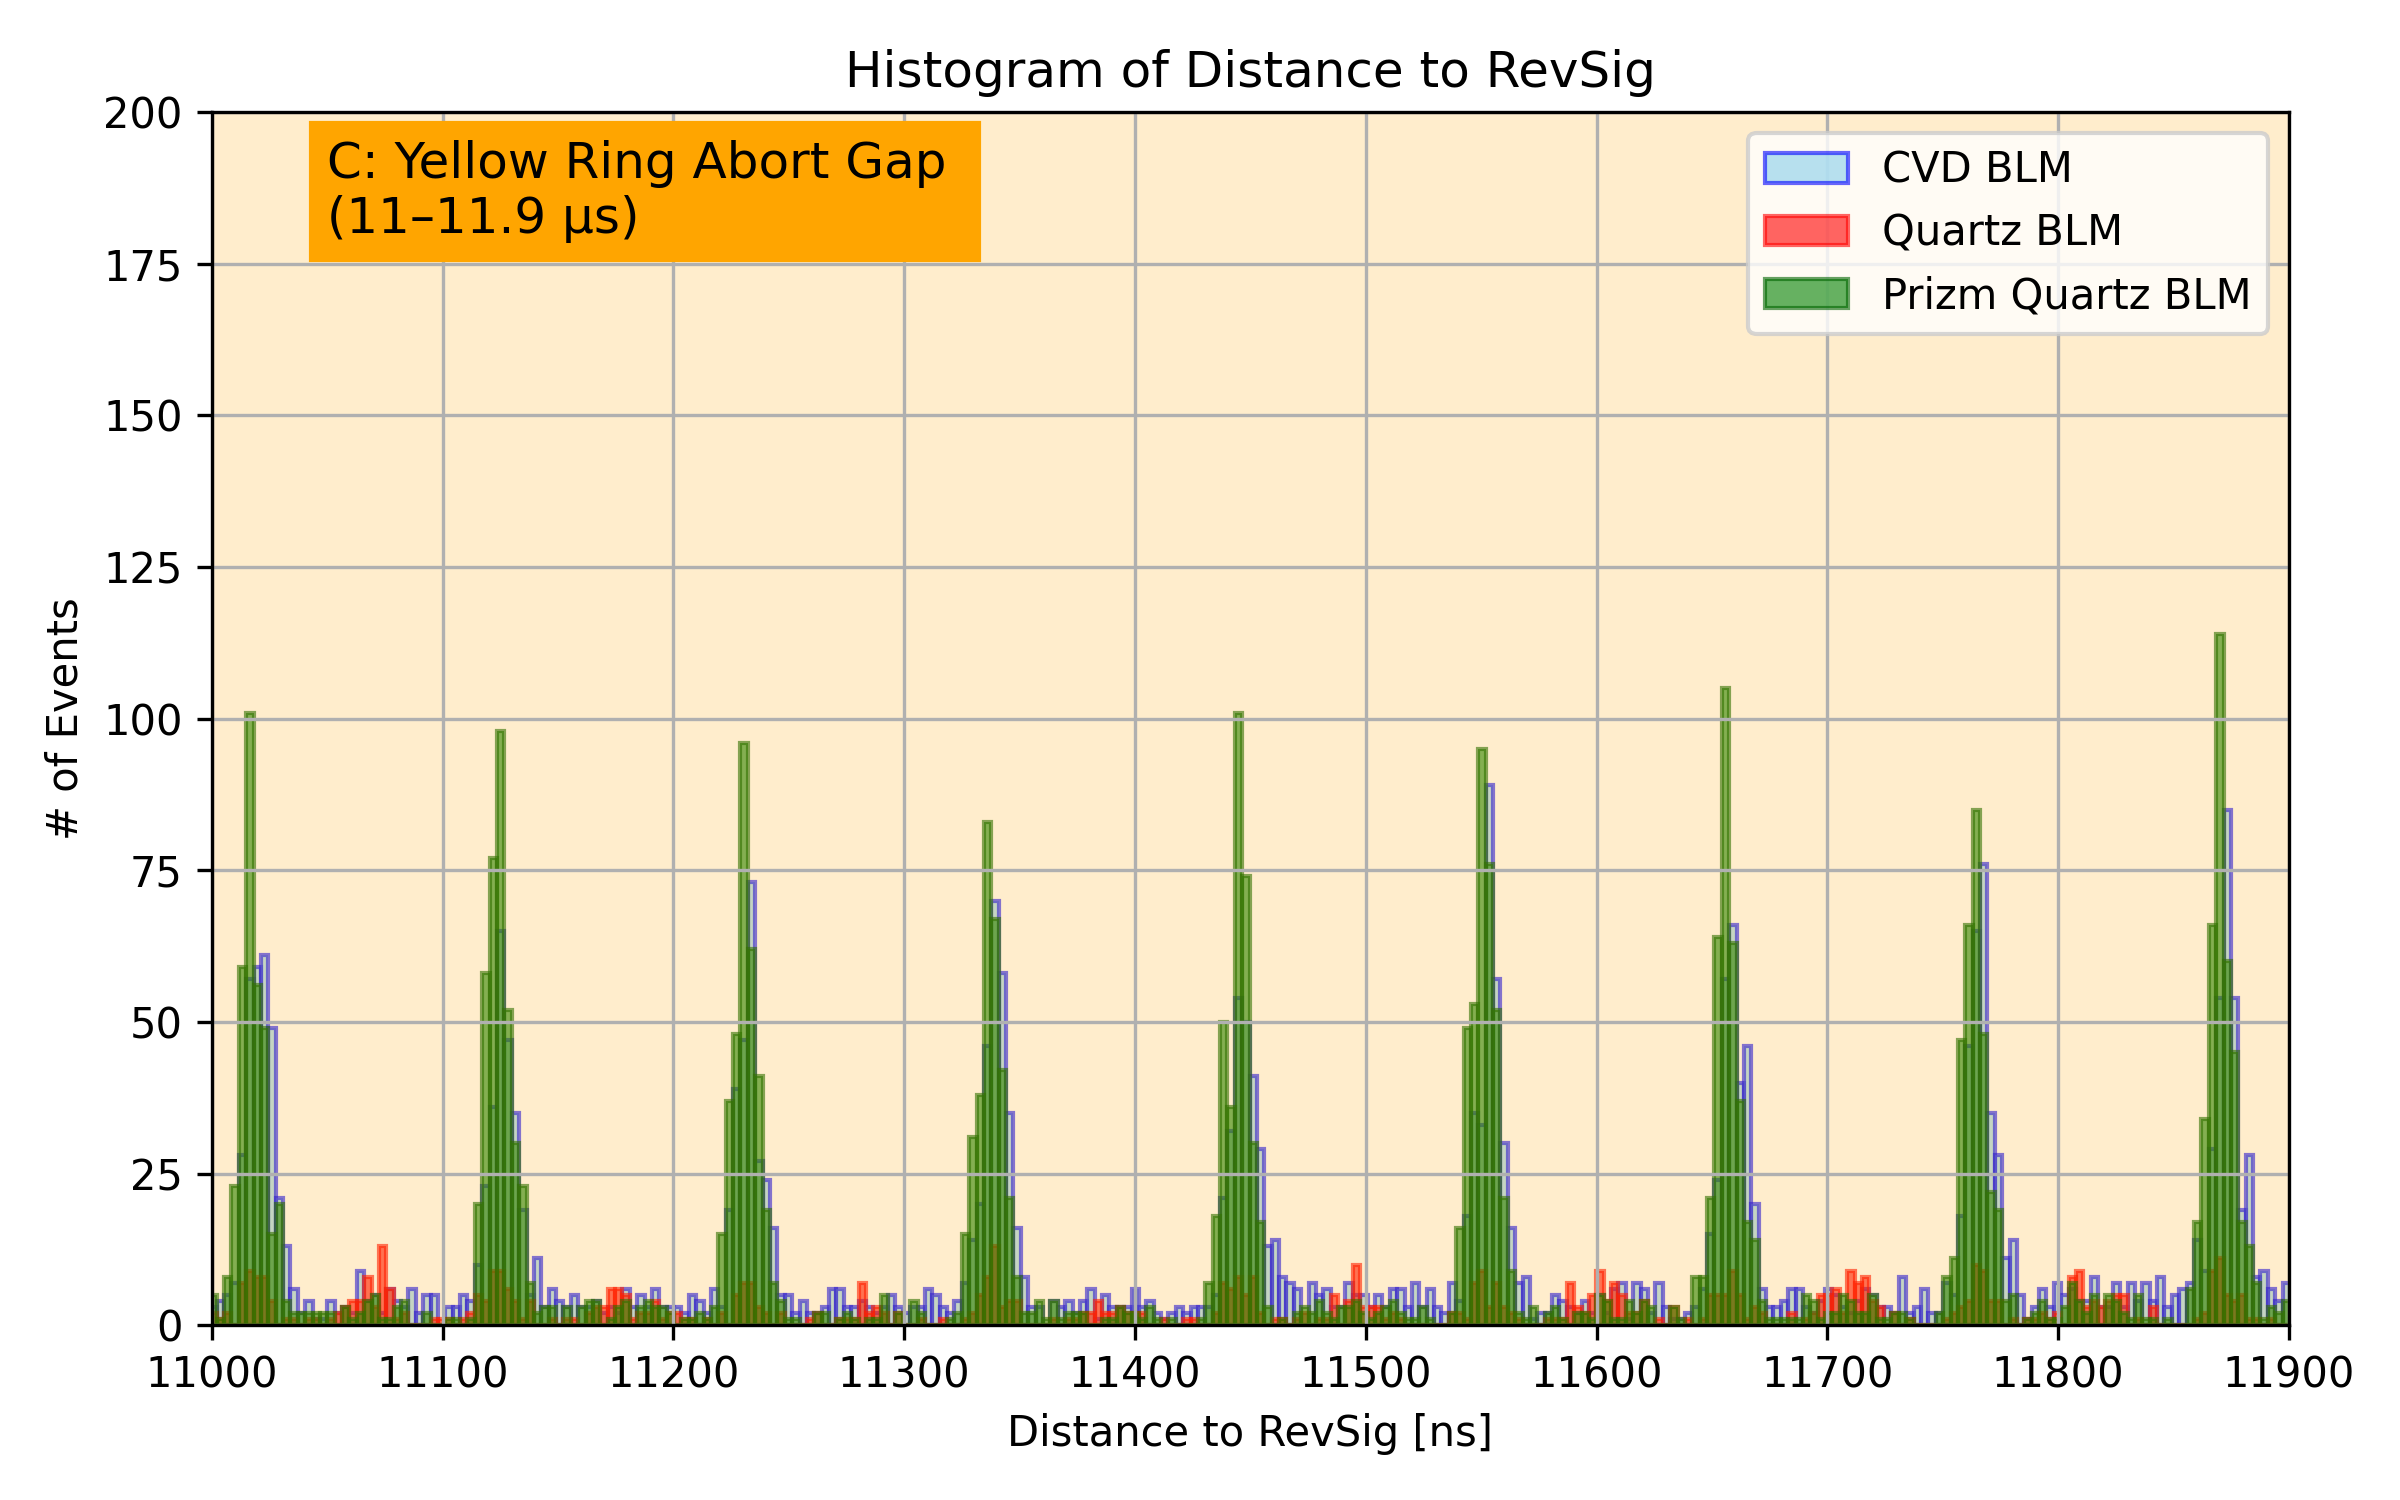 Histogram of Distance to RevSig
C: Yellow Ring Abort Gap
(11–11.9 µs)
CVD BLM
Quartz BLM
Prizm Quartz BLM
# of Events
200
175
150
125
100
75
50
25
0
11000 11100 11200 11300 11400 11500 11600 11700 11800 11900
Distance to RevSig [ns]